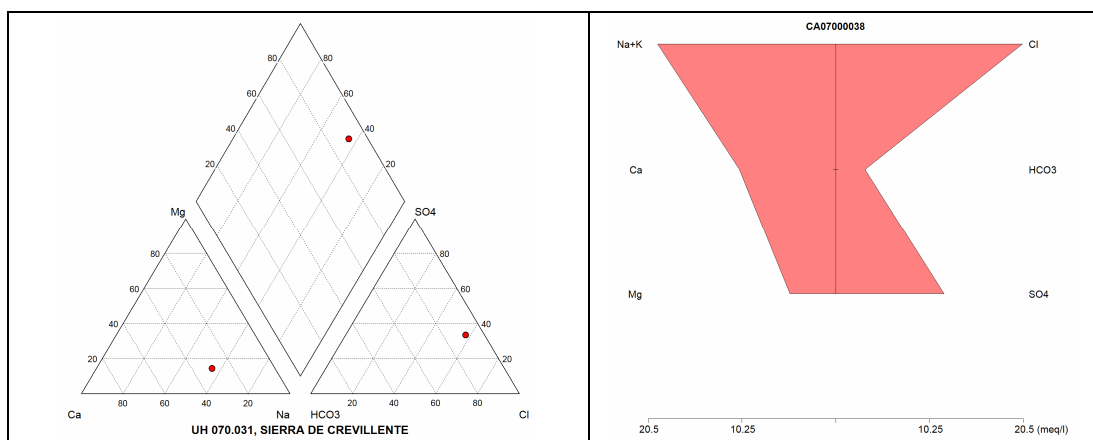 CA07000038
Na+K Cl
80 80
60 60
40 40
20 20
Ca HCO3
Mg SO4
80 80
60 60
40 40
20 20
Mg SO4
80 60 40 20 20 40 60 80
Ca Na HCO3 Cl
UH 070.031, SIERRA DE CREVILLENTE
20.5 10.25 10.25 20.5 (meq/l)